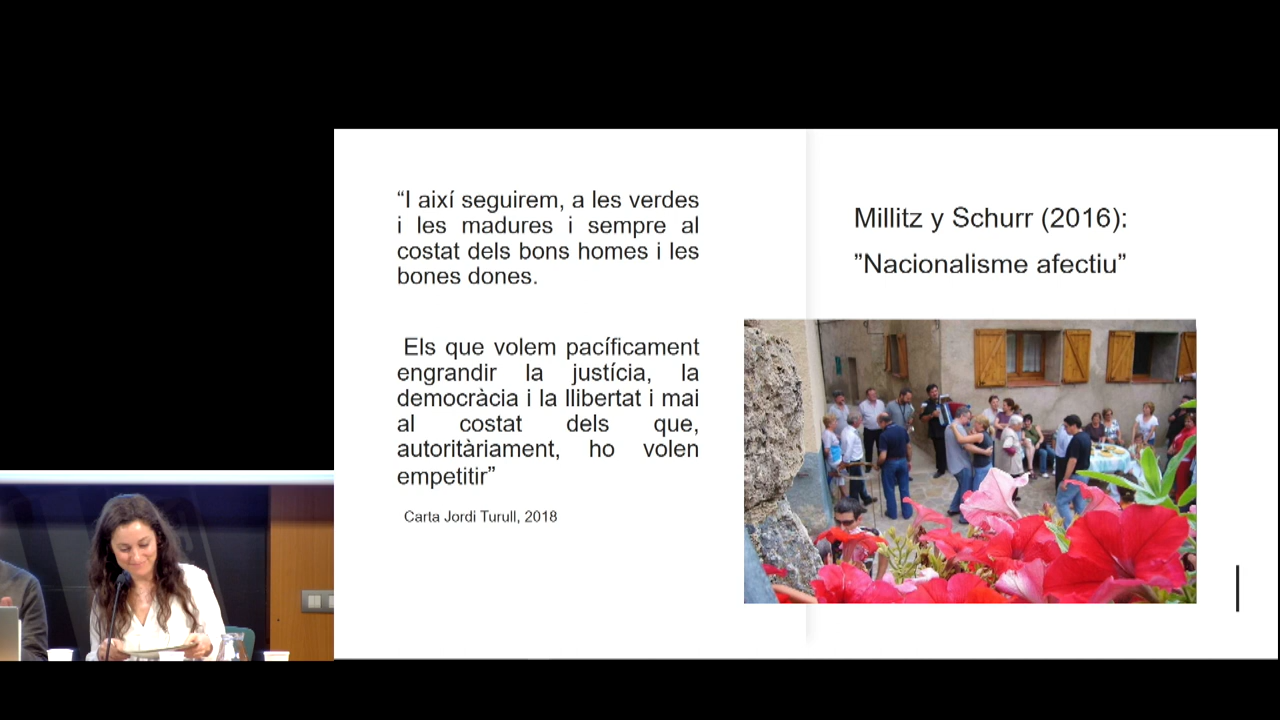 “I així seguirem, a les verdes
i les madures i sempre al
costat dels bons homes i les
bones dones.
Els que volem pacíficament
engrandir la justícia, la
democràcia i la llibertat i mai
al costat dels que,
autoritàriament, ho volen
empetitir”
Carta Jordi Turull, 2018
Millitz y Schurr (2016):
”Nacionalisme afectiu”